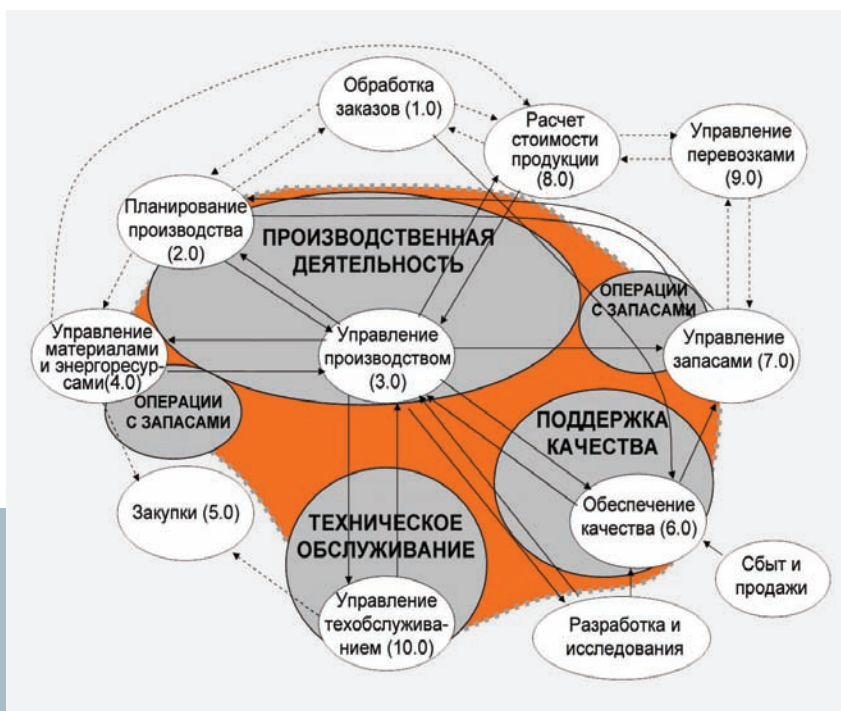 Обработка
заказов (1.0)
Расчет
стоимости
продукции
(8.0)
Управление
перевозками
(9.0)
Планирование
производства
(2.0)
ПРОИЗВОДСТВЕННАЯ
ДЕЯТЕЛЬНОСТЬ
ОПЕРАЦИИ
С ЗАПАСАМИ
Управление
материалами
и энергоресур-
сами(4.0)
Управление
производством
(3.0)
Управление
запасами (7.0)
ОПЕРАЦИИ
С ЗАПАСАМИ
ПОДДЕРЖКА
КАЧЕСТВА
Закупки (5.0)
ТЕХНИЧЕСКОЕ
ОБСЛУЖИВАНИЕ
Обеспечение
качества (6.0)
Сбыт и
продажи
Управление
техобслужива-
нием (10.0)
Разработка и
исследования